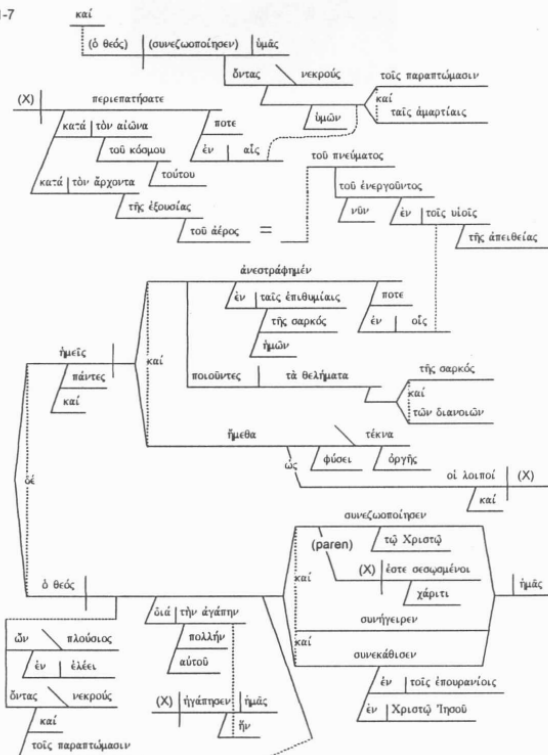 1-7
καί
(ὁ θεός) (συνεζωοποίησεν) ὑμᾶς
ὄντας νεκρούς
τοῖς παραπτώμασιν
καί
ταῖς ἁμαρτίαις
ὑμῶν
(X) περιεπατήσατε
κατά τὸν αἰῶνα ποτε
τοῦ κόσμου ἐν αἷς
τούτου
κατά τὸν ἄρχοντα
τῆς ἐξουσίας
τοῦ ἀέρος =
τοῦ πνεύματος
τοῦ ἐνεργοῦντος
νῦν ἐν τοῖς υἱοῖς
τῆς ἀπειθείας
ἀνεστράφημέν
ἐν ταῖς ἐπιθυμίαις ποτε
τῆς σαρκός ἐν οἷς
ἡμῶν
ἡμεῖς καί
πάντες
καί
ποιοῦντες τὰ θελήματα
τῆς σαρκός
καί
τῶν διανοιῶν
ἤμεθα τέκνα
ὡς φύσει ὀργῆς
οἱ λοιποί (X)
καί
δέ
συνεζωοποίησεν
(paren) τῷ Χριστῷ
καί (X) ἐστε σεσῳσμένοι
χάριτι
ὁ θεός ἡμᾶς
διά τὴν ἀγάπην
πολλήν
αὐτοῦ
συνήγειρεν
καί
συνεκάθισεν
ἐν τοῖς ἐπουρανίοις
ἐν Χριστῷ Ἰησοῦ
ὤν πλούσιος
ἐν ἐλέει
ὄντας νεκρούς
καί
τοῖς παραπτώμασιν
(X) ἠγάπησεν ἡμᾶς
ἥν